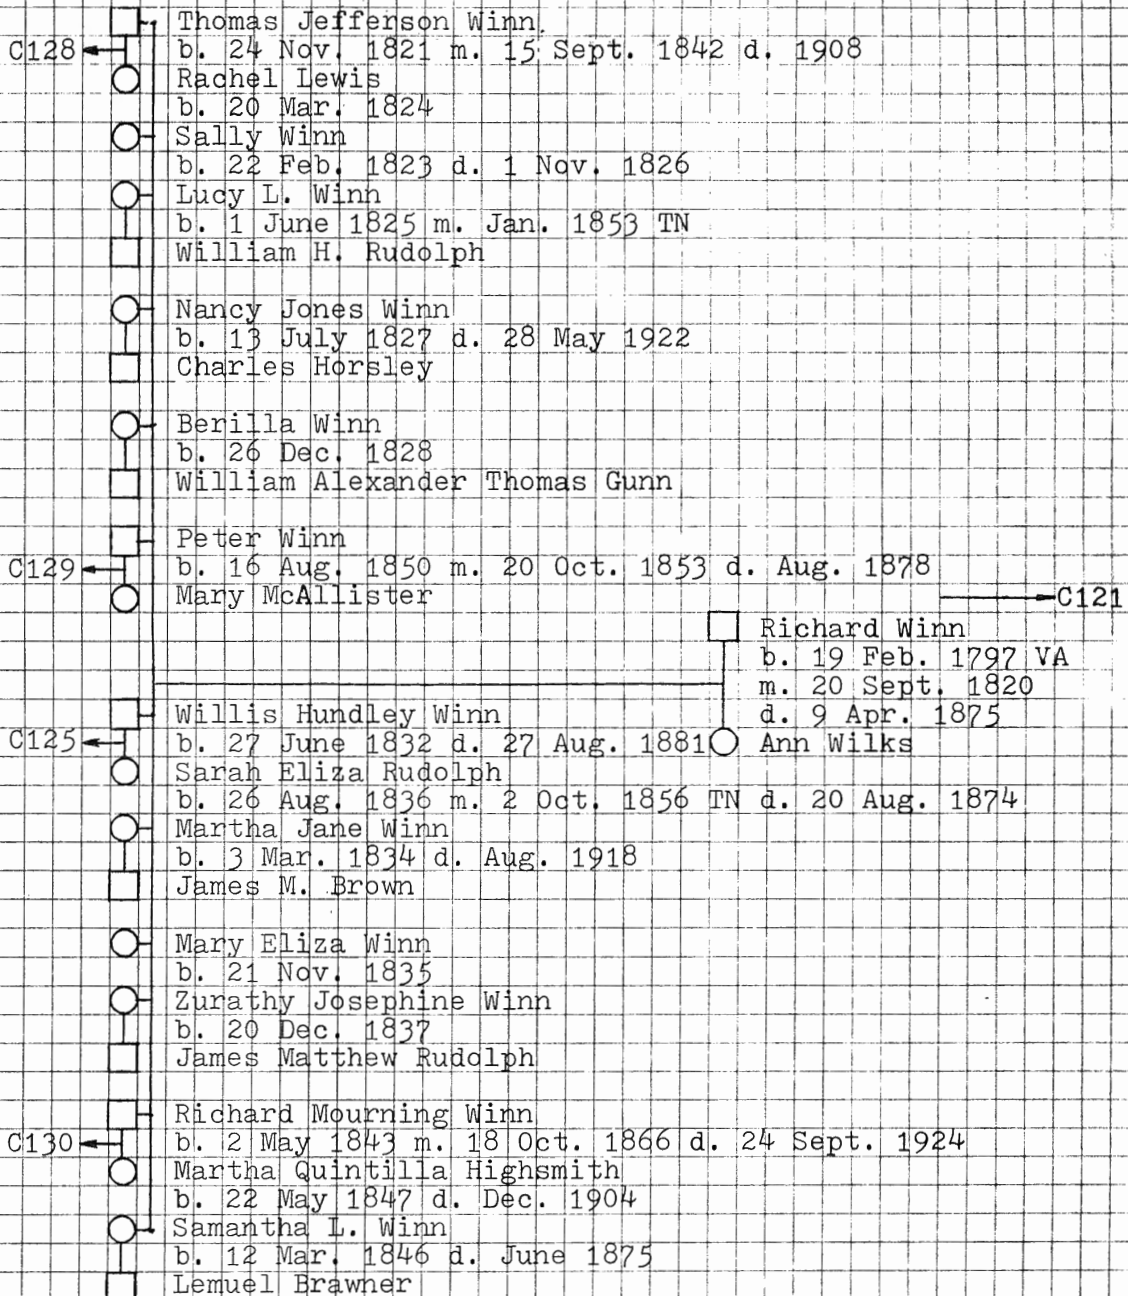 Thomas Jefferson Winn
C128 b. 24 Nov. 1821 m. 15 Sept. 1842 d. 1908
Rachel Lewis
b. 20 Mar. 1824
Sally Winn
b. 22 Feb. 1823 d. 1 Nov. 1826
Lucy L. Winn
b. 1 June 1825 m. Jan. 1853 TN
William H. Rudolph
Nancy Jones Winn
b. 13 July 1827 d. 28 May 1922
Charles Horsley
Berilla Winn
b. 26 Dec. 1828
William Alexander Thomas Gunn
Peter Winn
C129 b. 16 Aug. 1850 m. 20 Oct. 1853 d. Aug. 1878
Mary McAllister
C121
Richard Winn
b. 19 Feb. 1797 VA
m. 20 Sept. 1820
d. 9 Apr. 1875
Ann Wilks
Willis Hundley Winn
C125 b. 27 June 1832 d. 27 Aug. 1881
Sarah Eliza Rudolph
b. 26 Aug. 1836 m. 2 Oct. 1856 TN d. 20 Aug. 1874
Martha Jane Winn
b. 3 Mar. 1834 d. Aug. 1918
James M. Brown
Mary Eliza Winn
b. 21 Nov. 1835
Zurathy Josephine Winn
b. 20 Dec. 1837
James Matthew Rudolph
Richard Mourning Winn
C130 b. 2 May 1843 m. 18 Oct. 1866 d. 24 Sept. 1924
Martha Quintilla Highsmith
b. 22 May 1847 d. Dec. 1904
Samantha L. Winn
b. 12 Mar. 1846 d. June 1875
Lemuel Brawner